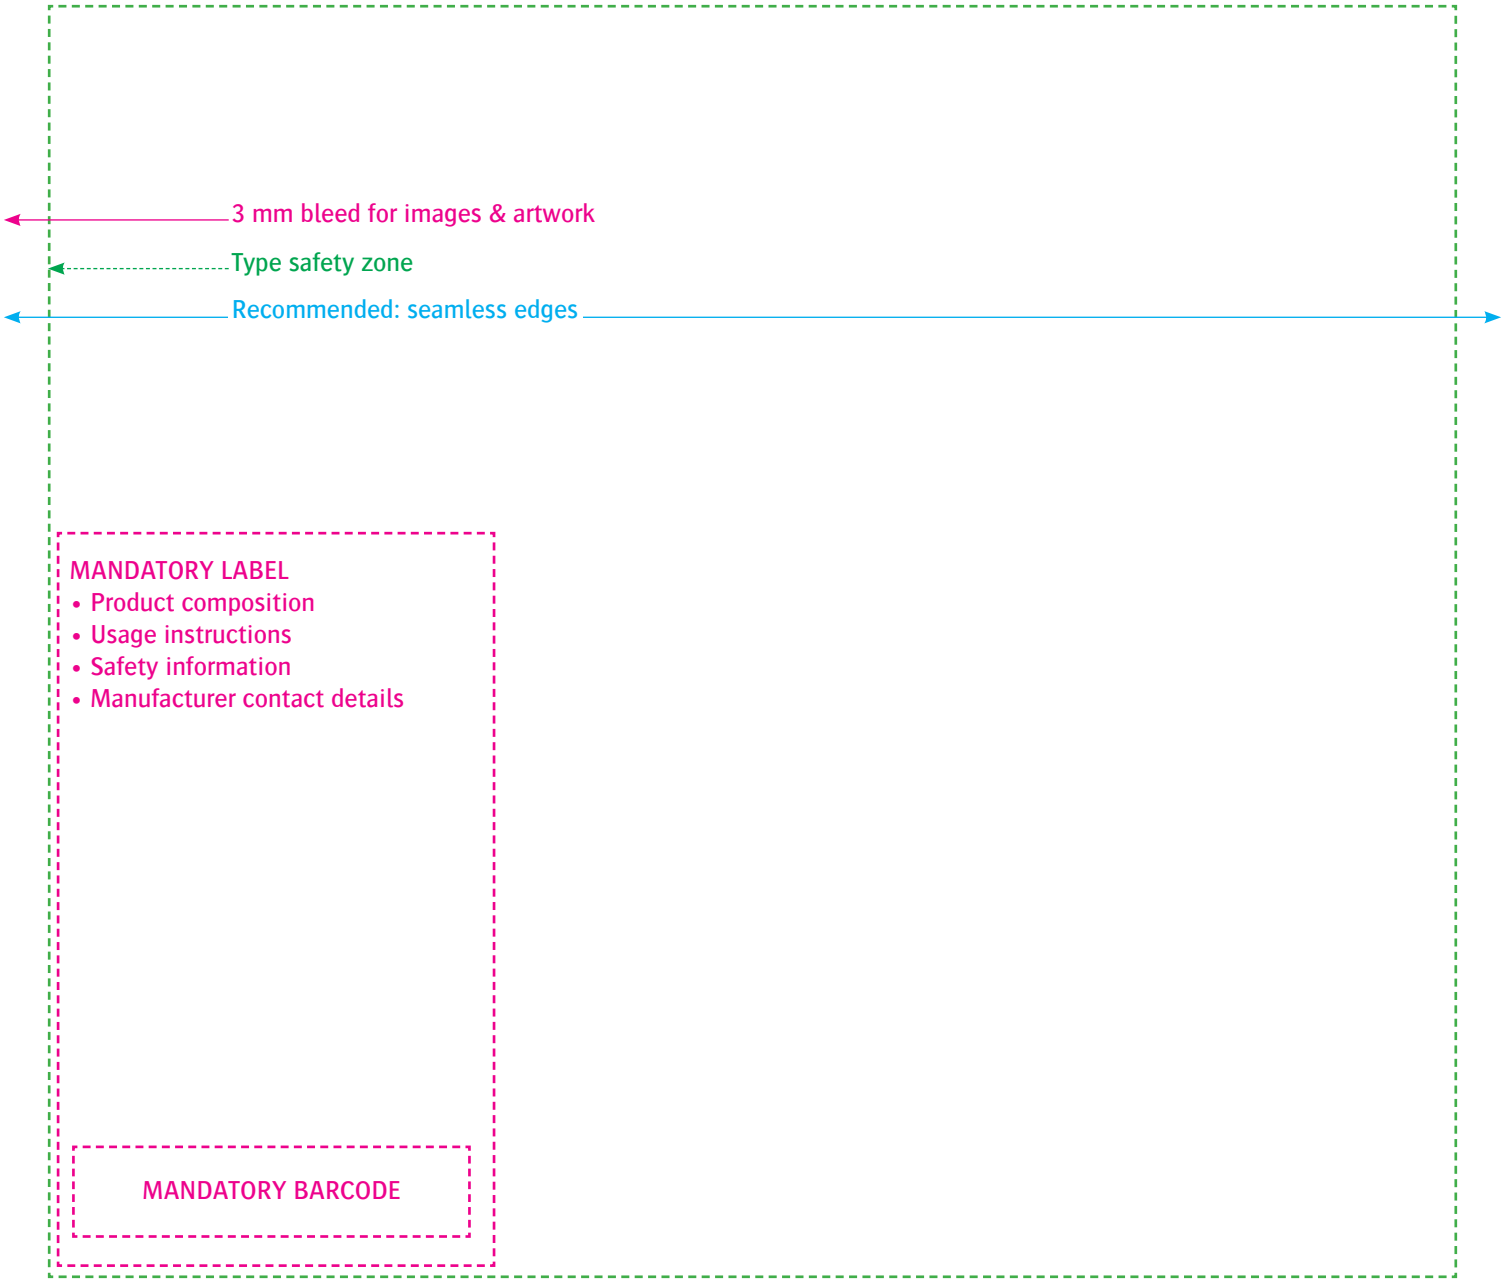 3 mm bleed for images & artwork
Type safety zone
Recommended: seamless edges
MANDATORY LABEL
• Product composition
• Usage instructions
• Safety information
• Manufacturer contact details
MANDATORY BARCODE